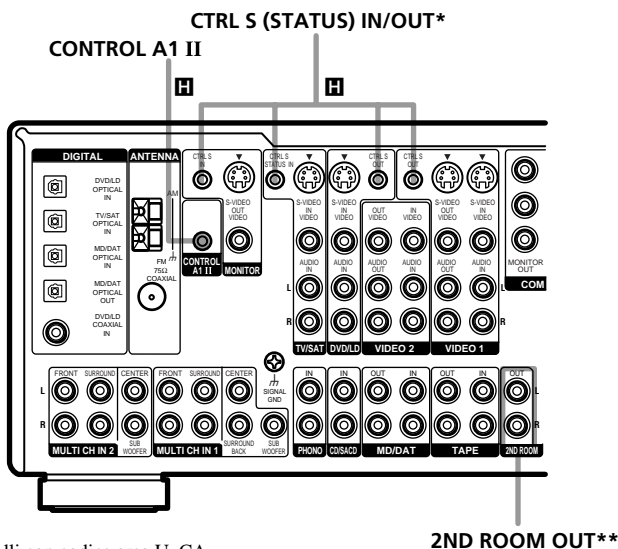 CTRL S (STATUS) IN/OUT*
CONTROL A1 II
H H
DIGITAL
ANTENNA
CTRL S IN
CTRL S STATUS IN
CTRL S OUT
CTRL S OUT
DVD/LD OPTICAL IN
AM
S-VIDEO OUT VIDEO
S-VIDEO IN VIDEO
S-VIDEO IN VIDEO
OUT VIDEO
IN VIDEO
S-VIDEO OUT VIDEO
S-VIDEO IN VIDEO
TV/SAT OPTICAL IN
MD/DAT OPTICAL IN
FM 75Ω COAXIAL
CONTROL A1 II
MONITOR
AUDIO IN
AUDIO IN
AUDIO OUT
AUDIO IN
AUDIO OUT
AUDIO IN
MONITOR OUT
COM
MD/DAT OPTICAL OUT
L L
DVD/LD COAXIAL IN
R R
TV/SAT
DVD/LD
VIDEO 2
VIDEO 1
FRONT SURROUND CENTER FRONT SURROUND CENTER
SIGNAL GND
IN IN OUT IN OUT IN OUT
L L
R R
SUB WOOFER
SURROUND BACK
SUB WOOFER
MULTI CH IN 2
MULTI CH IN 1
PHONO
CD/SACD
MD/DAT
TAPE
2ND ROOM
2ND ROOM OUT**